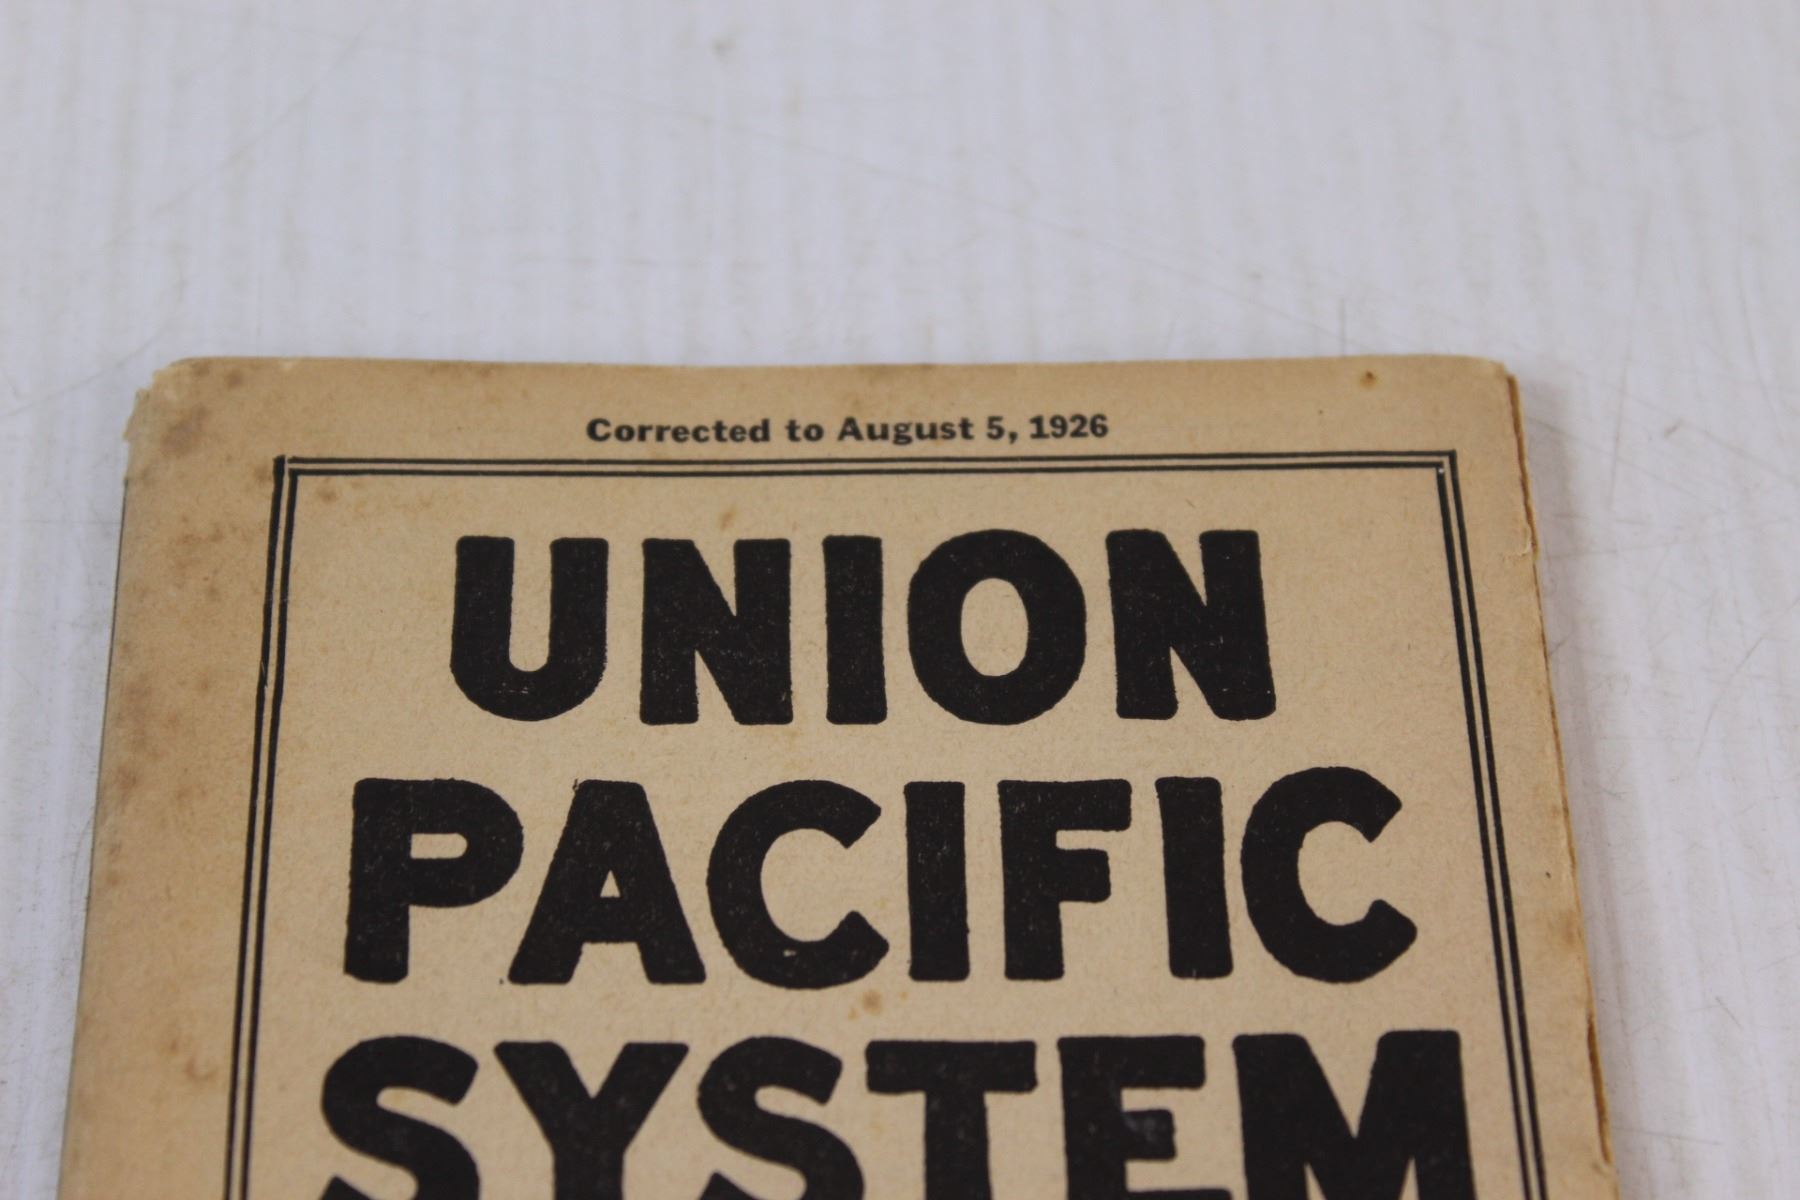 Corrected to August 5, 1926
UNION
PACIFIC
SYSTEM